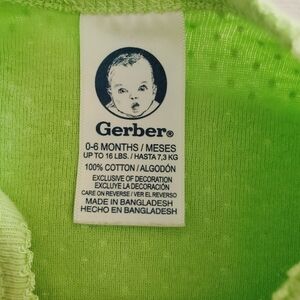 Gerber®
0-6 MONTHS / MESES
UP TO 16 LBS. / HASTA 7,3 KG
100% COTTON / ALGODÓN
EXCLUSIVE OF DECORATION
EXCLUYE LA DECORACIÓN
CARE ON REVERSE / VER EL REVERSO
MADE IN BANGLADESH
HECHO EN BANGLADESH